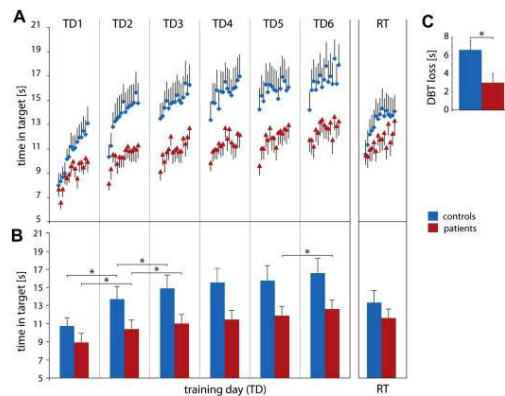 A
TD1 TD2 TD3 TD4 TD5 TD6 RT
time in target [s]
21
19
17
15
13
11
9
7
5
C
DBT loss [s]
8
6
4
2
0
*
controls
patients
B
time in target [s]
21
19
17
15
13
11
9
7
5
* * * * *
training day (TD) RT